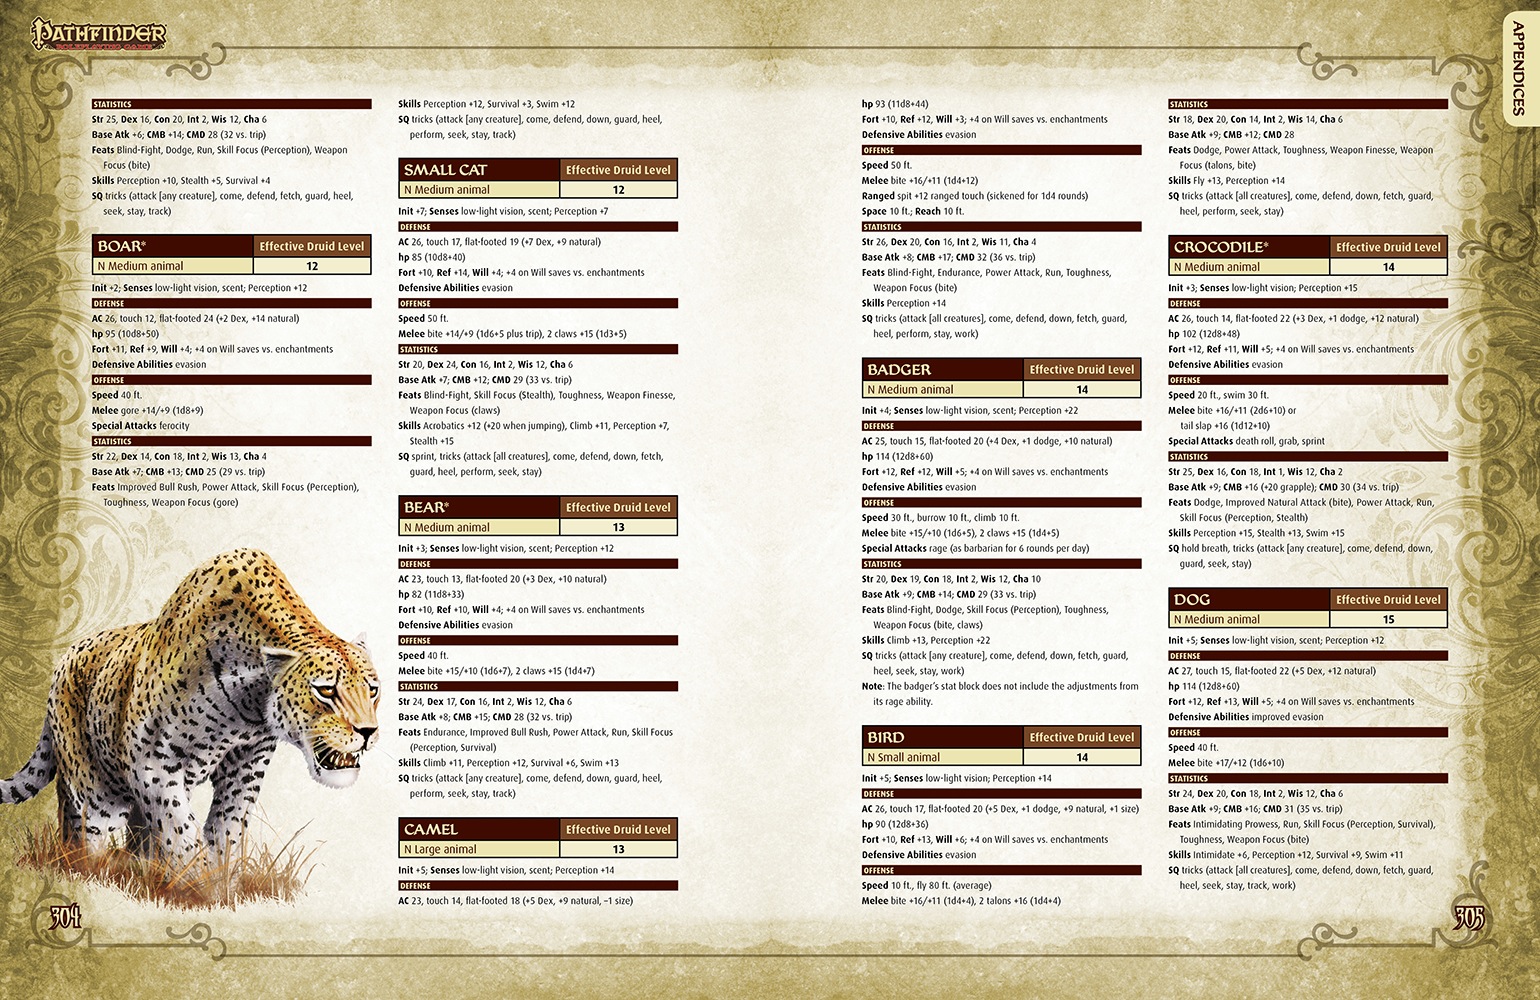 PATHFINDER
ROLEPLAYING GAME
STATISTICS
Str 25, Dex 16, Con 20, Int 2, Wis 12, Cha 6
Base Atk +6; CMB +14; CMD 28 (32 vs. trip)
Feats Blind-Fight, Dodge, Run, Skill Focus (Perception), Weapon
Focus (bite)
Skills Perception +10, Stealth +5, Survival +4
SQ tricks (attack [any creature], come, defend, fetch, guard, heel,
seek, stay, track)
BOAR* Effective Druid Level
N Medium animal 12
Init +2; Senses low-light vision, scent; Perception +12
DEFENSE
AC 26, touch 12, flat-footed 24 (+2 Dex, +14 natural)
hp 95 (10d8+50)
Fort +11, Ref +9, Will +4; +4 on Will saves vs. enchantments
Defensive Abilities evasion
OFFENSE
Speed 40 ft.
Melee gore +14/+9 (1d8+9)
Special Attacks ferocity
STATISTICS
Str 22, Dex 14, Con 18, Int 2, Wis 13, Cha 4
Base Atk +7; CMB +13; CMD 25 (29 vs. trip)
Feats Improved Bull Rush, Power Attack, Skill Focus (Perception),
Toughness, Weapon Focus (gore)
304
Skills Perception +12, Survival +3, Swim +12
SQ tricks (attack [any creature], come, defend, down, guard, heel,
perform, seek, stay, track)
SMALL CAT Effective Druid Level
N Medium animal 12
Init +7; Senses low-light vision, scent; Perception +7
DEFENSE
AC 26, touch 17, flat-footed 19 (+7 Dex, +9 natural)
hp 85 (10d8+40)
Fort +10, Ref +14, Will +4; +4 on Will saves vs. enchantments
Defensive Abilities evasion
OFFENSE
Speed 50 ft.
Melee bite +14/+9 (1d6+5 plus trip), 2 claws +15 (1d3+5)
STATISTICS
Str 20, Dex 24, Con 16, Int 2, Wis 12, Cha 6
Base Atk +7; CMB +12; CMD 29 (33 vs. trip)
Feats Blind-Fight, Skill Focus (Stealth), Toughness, Weapon Finesse,
Weapon Focus (claws)
Skills Acrobatics +12 (+20 when jumping), Climb +11, Perception +7,
Stealth +15
SQ sprint, tricks (attack [all creatures], come, defend, down, fetch,
guard, heel, perform, seek, stay)
BEAR* Effective Druid Level
N Medium animal 13
Init +3; Senses low-light vision, scent; Perception +12
DEFENSE
AC 23, touch 13, flat-footed 20 (+3 Dex, +10 natural)
hp 82 (11d8+33)
Fort +10, Ref +10, Will +4; +4 on Will saves vs. enchantments
Defensive Abilities evasion
OFFENSE
Speed 40 ft.
Melee bite +15/+10 (1d6+7), 2 claws +15 (1d4+7)
STATISTICS
Str 24, Dex 17, Con 16, Int 2, Wis 12, Cha 6
Base Atk +8; CMB +15; CMD 28 (32 vs. trip)
Feats Endurance, Improved Bull Rush, Power Attack, Run, Skill Focus
(Perception, Survival)
Skills Climb +11, Perception +12, Survival +6, Swim +13
SQ tricks (attack [any creature], come, defend, down, guard, heel,
perform, seek, stay, track)
CAMEL Effective Druid Level
N Large animal 13
Init +5; Senses low-light vision, scent; Perception +14
DEFENSE
AC 23, touch 14, flat-footed 18 (+5 Dex, +9 natural, –1 size)
hp 93 (11d8+44)
Fort +10, Ref +12, Will +3; +4 on Will saves vs. enchantments
Defensive Abilities evasion
OFFENSE
Speed 50 ft.
Melee bite +16/+11 (1d4+12)
Ranged spit +12 ranged touch (sickened for 1d4 rounds)
Space 10 ft.; Reach 10 ft.
STATISTICS
Str 26, Dex 20, Con 16, Int 2, Wis 11, Cha 4
Base Atk +8; CMB +17; CMD 32 (36 vs. trip)
Feats Blind-Fight, Endurance, Power Attack, Run, Toughness,
Weapon Focus (bite)
Skills Perception +14
SQ tricks (attack [all creatures], come, defend, down, fetch, guard,
heel, perform, stay, work)
BADGER Effective Druid Level
N Medium animal 14
Init +4; Senses low-light vision, scent; Perception +22
DEFENSE
AC 25, touch 15, flat-footed 20 (+4 Dex, +1 dodge, +10 natural)
hp 114 (12d8+60)
Fort +12, Ref +12, Will +5; +4 on Will saves vs. enchantments
Defensive Abilities evasion
OFFENSE
Speed 30 ft., burrow 10 ft., climb 10 ft.
Melee bite +15/+10 (1d6+5), 2 claws +15 (1d4+5)
Special Attacks rage (as barbarian for 6 rounds per day)
STATISTICS
Str 20, Dex 19, Con 18, Int 2, Wis 12, Cha 10
Base Atk +9; CMB +14; CMD 29 (33 vs. trip)
Feats Blind-Fight, Dodge, Skill Focus (Perception), Toughness,
Weapon Focus (bite, claws)
Skills Climb +13, Perception +22
SQ tricks (attack [any creature], come, defend, down, fetch, guard,
heel, seek, stay, work)
Note: The badger's stat block does not include the adjustments from
its rage ability.
BIRD Effective Druid Level
N Small animal 14
Init +5; Senses low-light vision; Perception +14
DEFENSE
AC 26, touch 17, flat-footed 20 (+5 Dex, +1 dodge, +9 natural, +1 size)
hp 90 (12d8+36)
Fort +10, Ref +13, Will +6; +4 on Will saves vs. enchantments
Defensive Abilities evasion
OFFENSE
Speed 10 ft., fly 80 ft. (average)
Melee bite +16/+11 (1d4+4), 2 talons +16 (1d4+4)
APPENDICES
STATISTICS
Str 18, Dex 20, Con 14, Int 2, Wis 14, Cha 6
Base Atk +9; CMB +12; CMD 28
Feats Dodge, Power Attack, Toughness, Weapon Finesse, Weapon
Focus (talons, bite)
Skills Fly +13, Perception +14
SQ tricks (attack [all creatures], come, defend, fetch, guard,
heel, perform, seek, stay)
CROCODILE* Effective Druid Level
N Medium animal 14
Init +3; Senses low-light vision; Perception +15
DEFENSE
AC 26, touch 14, flat-footed 22 (+3 Dex, +1 dodge, +12 natural)
hp 102 (12d8+48)
Fort +12, Ref +11, Will +5; +4 on Will saves vs. enchantments
Defensive Abilities evasion
OFFENSE
Speed 20 ft., swim 30 ft.
Melee bite +16/+11 (2d6+10) or
tail slap +16 (1d12+10)
Special Attacks death roll, grab, sprint
STATISTICS
Str 25, Dex 16, Con 18, Int 1, Wis 12, Cha 2
Base Atk +9; CMB +16 (+20 grapple); CMD 30 (34 vs. trip)
Feats Dodge, Improved Natural Attack (bite), Power Attack, Run,
Skill Focus (Perception, Stealth)
Skills Perception +15, Stealth +13, Swim +15
SQ hold breath, tricks (attack [any creature], come, defend, down,
guard, seek, stay)
DOG Effective Druid Level
N Medium animal 15
Init +5; Senses low-light vision, scent; Perception +12
DEFENSE
AC 27, touch 15, flat-footed 22 (+5 Dex, +12 natural)
hp 114 (12d8+60)
Fort +12, Ref +13, Will +5; +4 on Will saves vs. enchantments
Defensive Abilities improved evasion
OFFENSE
Speed 40 ft.
Melee bite +17/+12 (1d6+10)
STATISTICS
Str 24, Dex 20, Con 18, Int 2, Wis 12, Cha 6
Base Atk +9; CMB +16; CMD 31 (35 vs. trip)
Feats Intimidating Prowess, Run, Skill Focus (Perception, Survival),
Toughness, Weapon Focus (bite)
Skills Intimidate +6, Perception +12, Survival +9, Swim +11
SQ tricks (attack [all creatures], come, defend, down, fetch, guard,
heel, seek, stay, track, work)
305